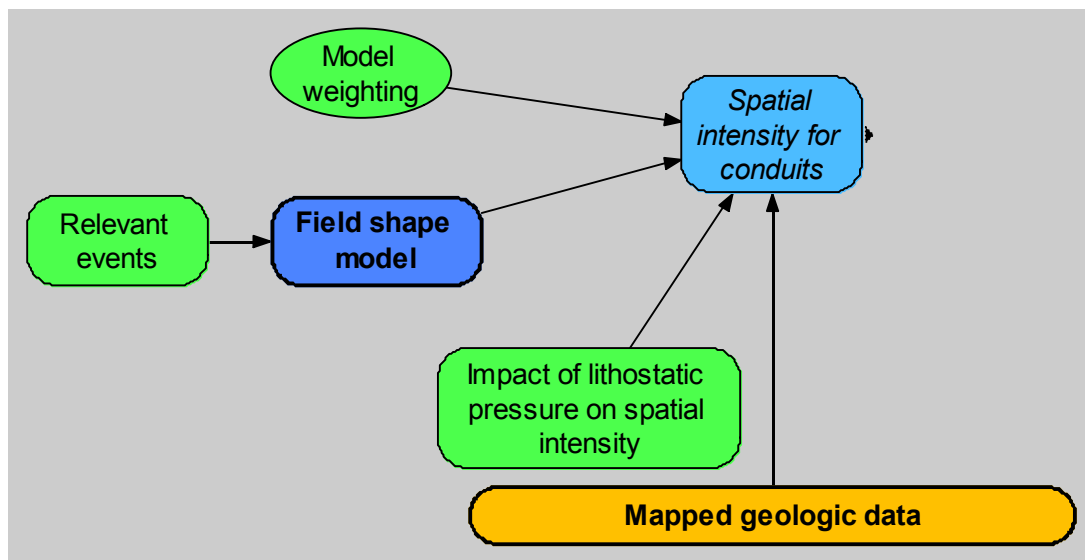 Model
weighting
Spatial
intensity for
conduits
Relevant
events
Field shape
model
Impact of lithostatic
pressure on spatial
intensity
Mapped geologic data